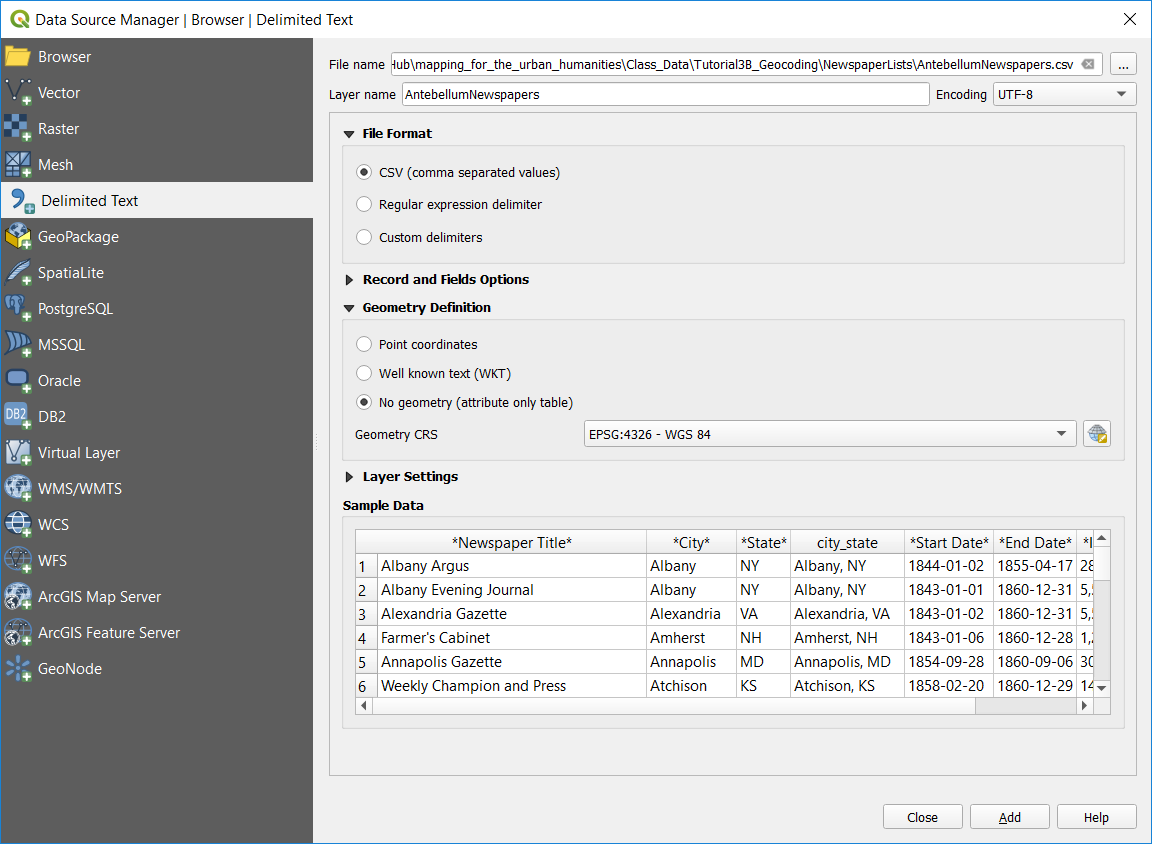 Data Source Manager | Browser | Delimited Text
Browser
Vector
Raster
Mesh
Delimited Text
GeoPackage
SpatiaLite
PostgreSQL
MSSQL
Oracle
DB2 DB2
Virtual Layer
WMS/WMTS
WCS
WFS
ArcGIS Map Server
ArcGIS Feature Server
GeoNode
File name Hub\mapping_for_the_urban_humanities\Class_Data\Tutorial3B_Geocoding\NewspaperLists\AntebellumNewspapers.csv ...
Layer name AntebellumNewspapers Encoding UTF-8
File Format
CSV (comma separated values)
Regular expression delimiter
Custom delimiters
Record and Fields Options
Geometry Definition
Point coordinates
Well known text (WKT)
No geometry (attribute only table)
Geometry CRS EPSG:4326 - WGS 84
Layer Settings
Sample Data
*Newspaper Title* *City* *State* city_state *Start Date* *End Date*
1 Albany Argus Albany NY Albany, NY 1844-01-02 1855-04-17 28
2 Albany Evening Journal Albany NY Albany, NY 1843-01-01 1860-12-31 5,
3 Alexandria Gazette Alexandria VA Alexandria, VA 1843-01-02 1860-12-31 5,
4 Farmer's Cabinet Amherst NH Amherst, NH 1843-01-06 1860-12-28 1,
5 Annapolis Gazette Annapolis MD Annapolis, MD 1854-09-28 1860-09-06 30
6 Weekly Champion and Press Atchison KS Atchison, KS 1858-02-20 1860-12-29 14
Close Add Help